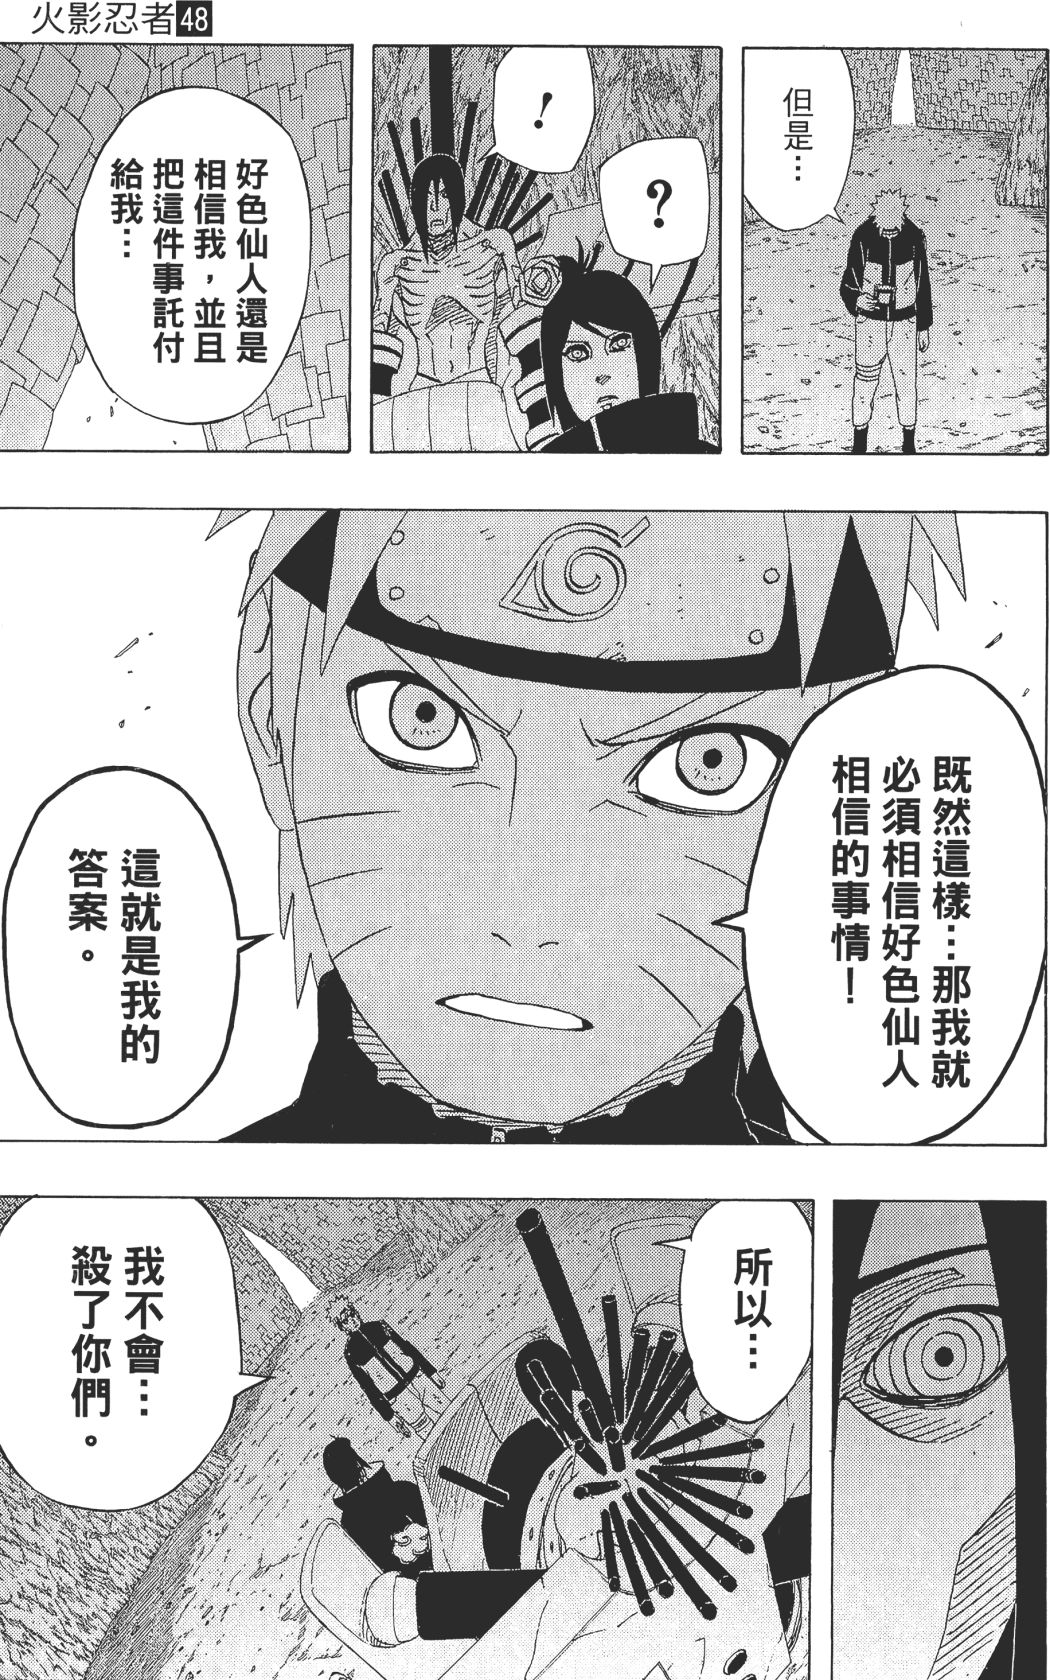 火影忍者48
但是…
！
？
好色仙人還是
相信我，並且
把這件事託付
給我…
既然這樣…那我就
必須相信好色仙人
相信的事情！
這就是我的
答案。
所以…
我不會…
殺了你們。